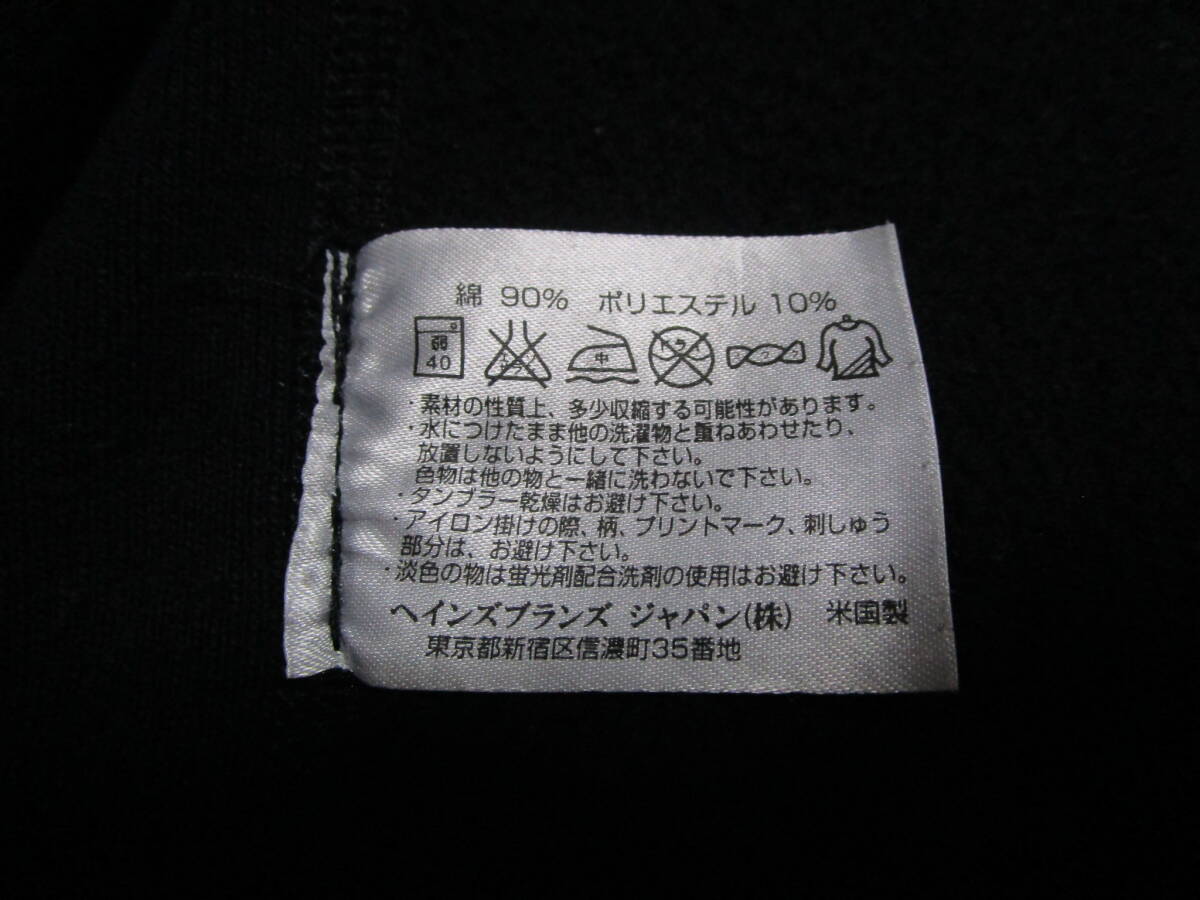 綿 90% ポリエステル 10%
弱
40
中
・素材の性質上、多少収縮する可能性があります。
・水につけたまま他の洗濯物と重ねあわせたり、
放置しないようにして下さい。
色物は他の物と一緒に洗わないで下さい。
・タンブラー乾燥はお避け下さい。
・アイロン掛けの際、柄、プリントマーク、刺しゅう
部分は、お避け下さい。
・淡色の物は蛍光剤配合洗剤の使用はお避け下さい。
ヘインズブランズ ジャパン(株) 米国製
東京都新宿区信濃町35番地